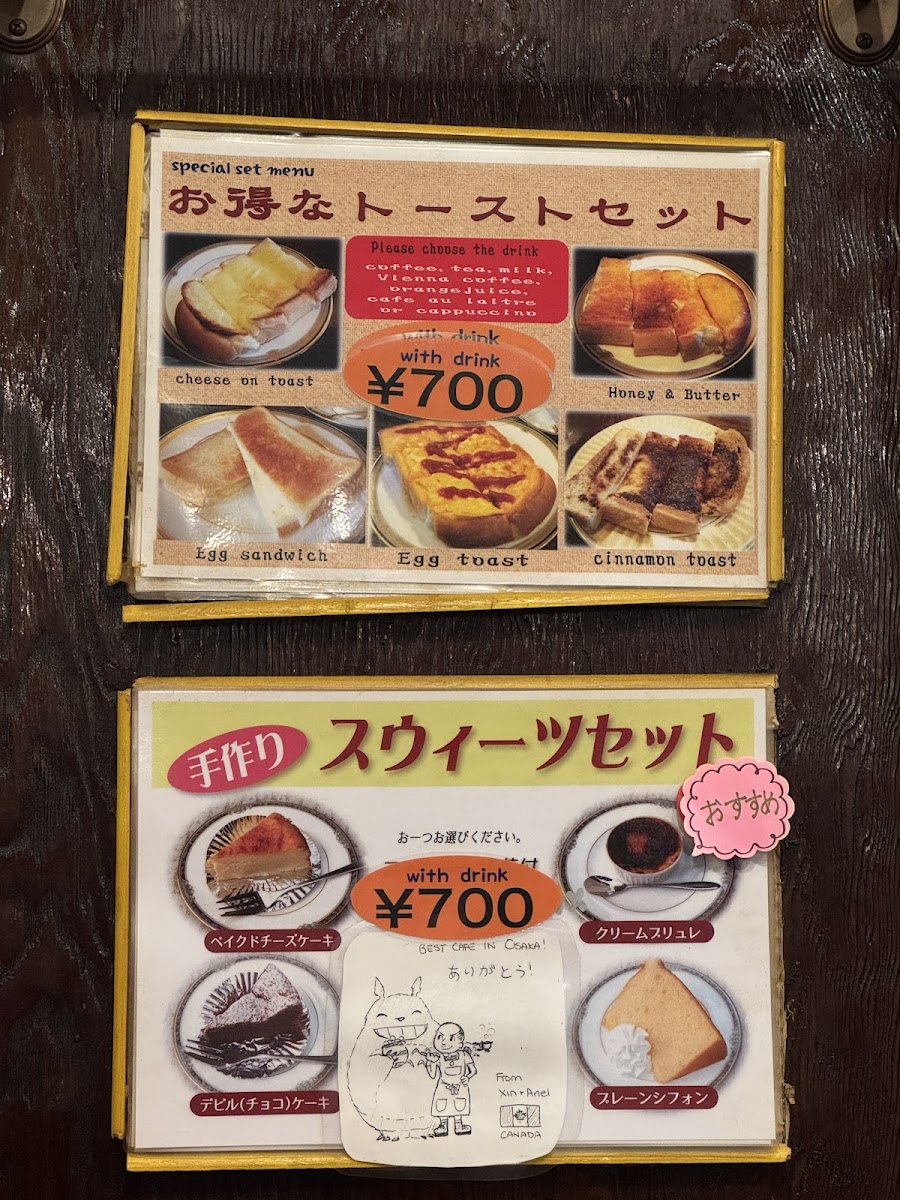 special set menu
お得なトーストセット
Please choose the drink
coffee, tea, milk,
Vienna coffee,
orange juice,
cafe au laitre
or cappuccino
with drink
with drink
¥700
cheese on toast
Honey & Butter
Egg sandwich
Egg toast
cinnamon toast
手作り
スウィーツセット
おすすめ
お一つお選びください。
with drink
¥700
ベイクドチーズケーキ
クリームブリュレ
BEST CAFE IN OSAKA!
ありがとう!
From
Xin + Anel
CANADA
デビル(チョコ)ケーキ
プレーンシフォン